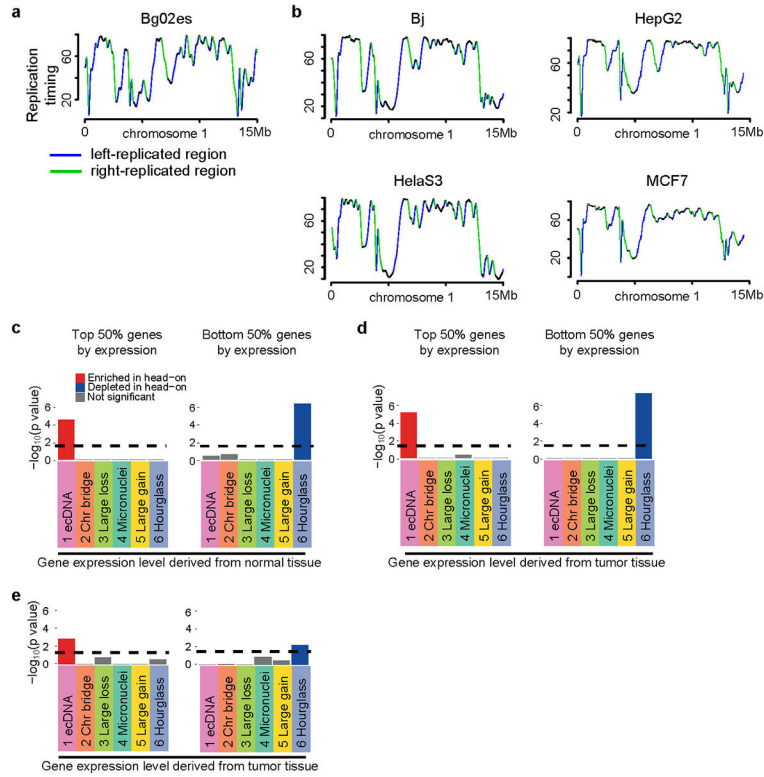 a
Bg02es
Replication timing
20 60
0
chromosome 1
15Mb
left-replicated region
right-replicated region
b
Bj
20 60
0
chromosome 1
15Mb
HepG2
20 60
0
chromosome 1
15Mb
HelaS3
20 60
0
chromosome 1
15Mb
MCF7
20 60
0
chromosome 1
15Mb
c
Top 50% genes
by expression
Bottom 50% genes
by expression
Enriched in head-on
Depleted in head-on
Not significant
−log10(p value)
6
4
2
0
6
4
2
0
1 ecDNA
2 Chr bridge
3 Large loss
4 Micronuclei
5 Large gain
6 Hourglass
1 ecDNA
2 Chr bridge
3 Large loss
4 Micronuclei
5 Large gain
6 Hourglass
Gene expression level derived from normal tissue
d
Top 50% genes
by expression
Bottom 50% genes
by expression
−log10(p value)
6
4
2
0
6
4
2
0
1 ecDNA
2 Chr bridge
3 Large loss
4 Micronuclei
5 Large gain
6 Hourglass
1 ecDNA
2 Chr bridge
3 Large loss
4 Micronuclei
5 Large gain
6 Hourglass
Gene expression level derived from tumor tissue
e
−log10(p value)
6
4
2
0
6
4
2
0
1 ecDNA
2 Chr bridge
3 Large loss
4 Micronuclei
5 Large gain
6 Hourglass
1 ecDNA
2 Chr bridge
3 Large loss
4 Micronuclei
5 Large gain
6 Hourglass
Gene expression level derived from tumor tissue